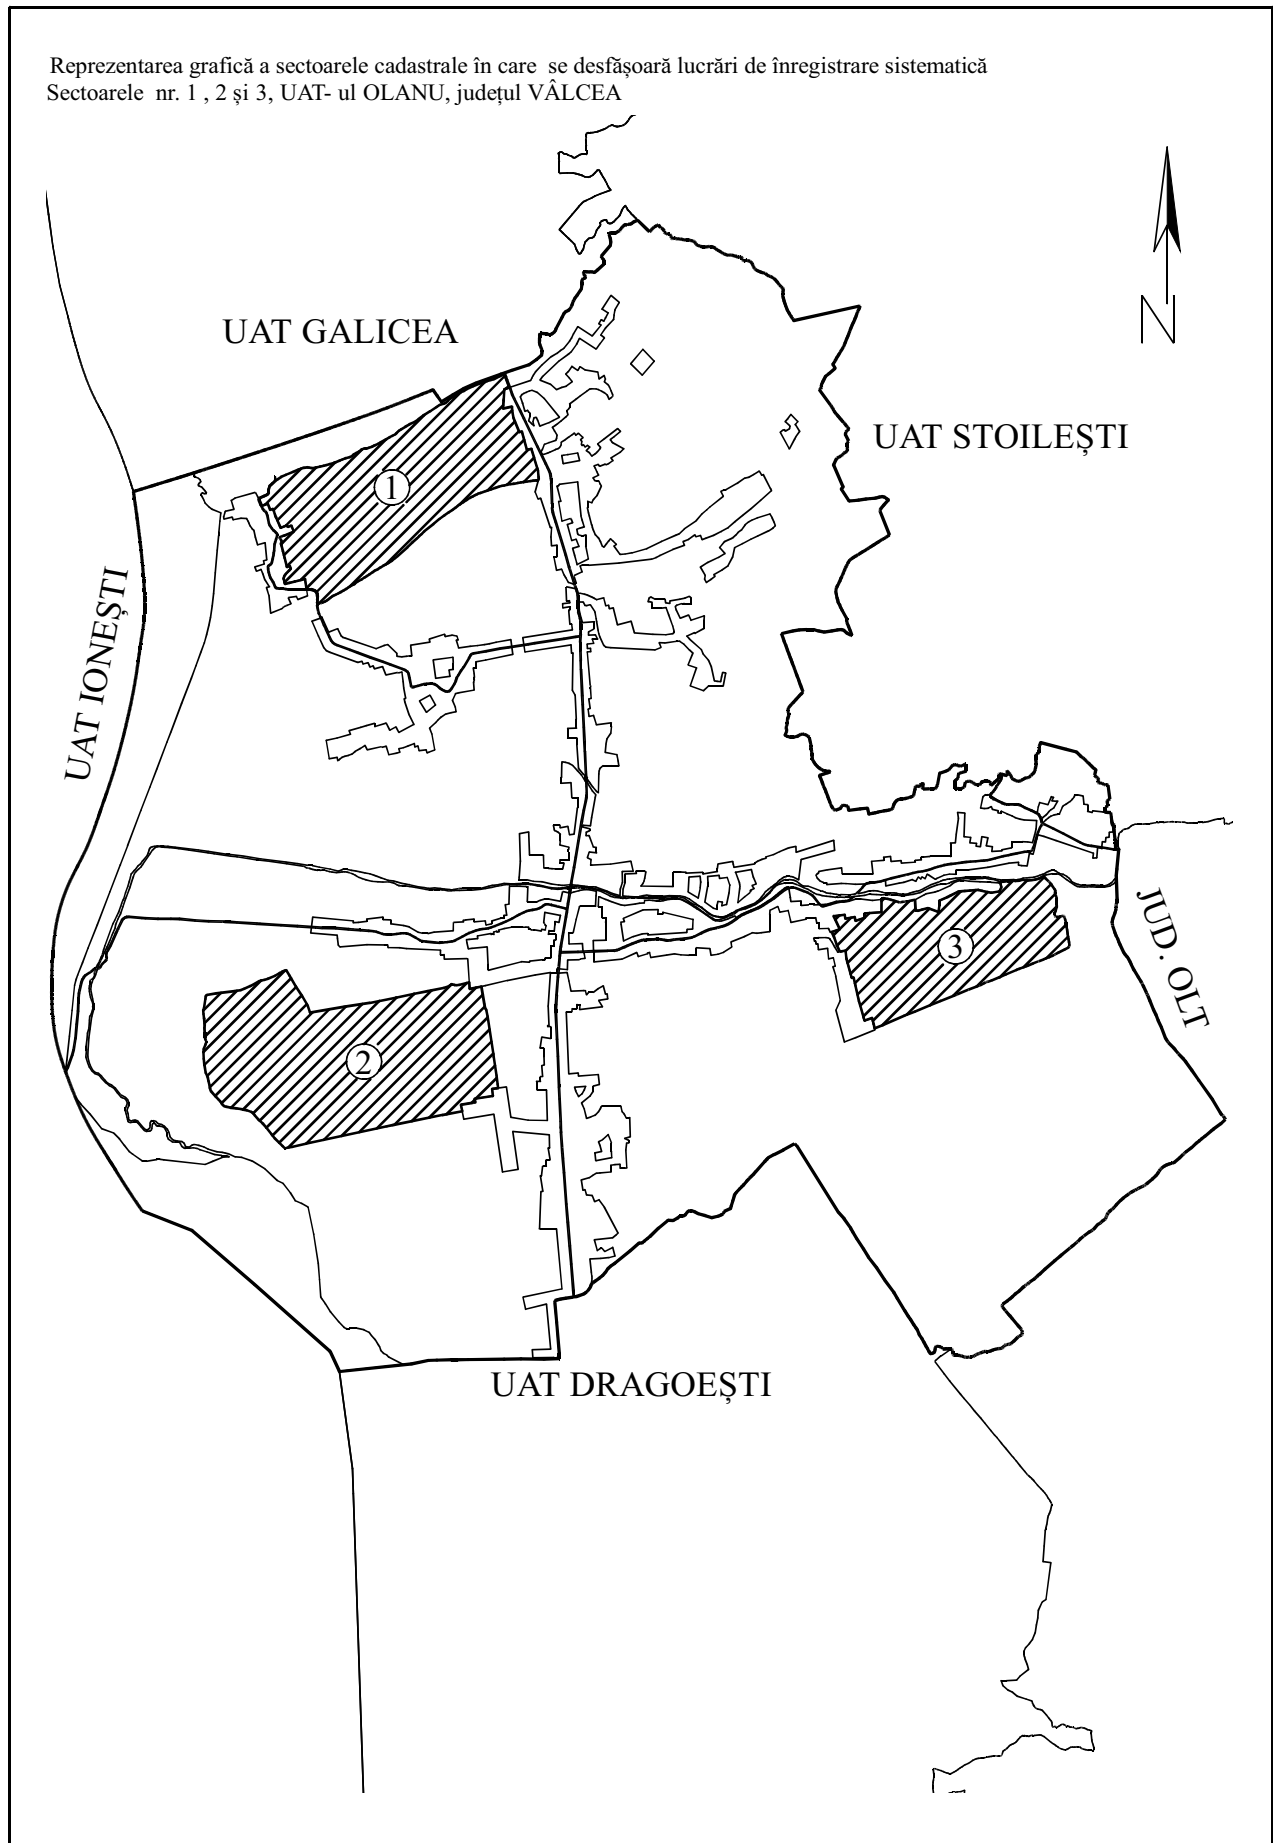 Reprezentarea grafică a sectoarele cadastrale în care se desfășoară lucrări de înregistrare sistematică
Sectoarele nr. 1 , 2 și 3, UAT- ul OLANU, județul VÂLCEA
N
UAT GALICEA
UAT STOILEȘTI
1
UAT IONEȘTI
JUD. OLT
3
2
UAT DRAGOEȘTI